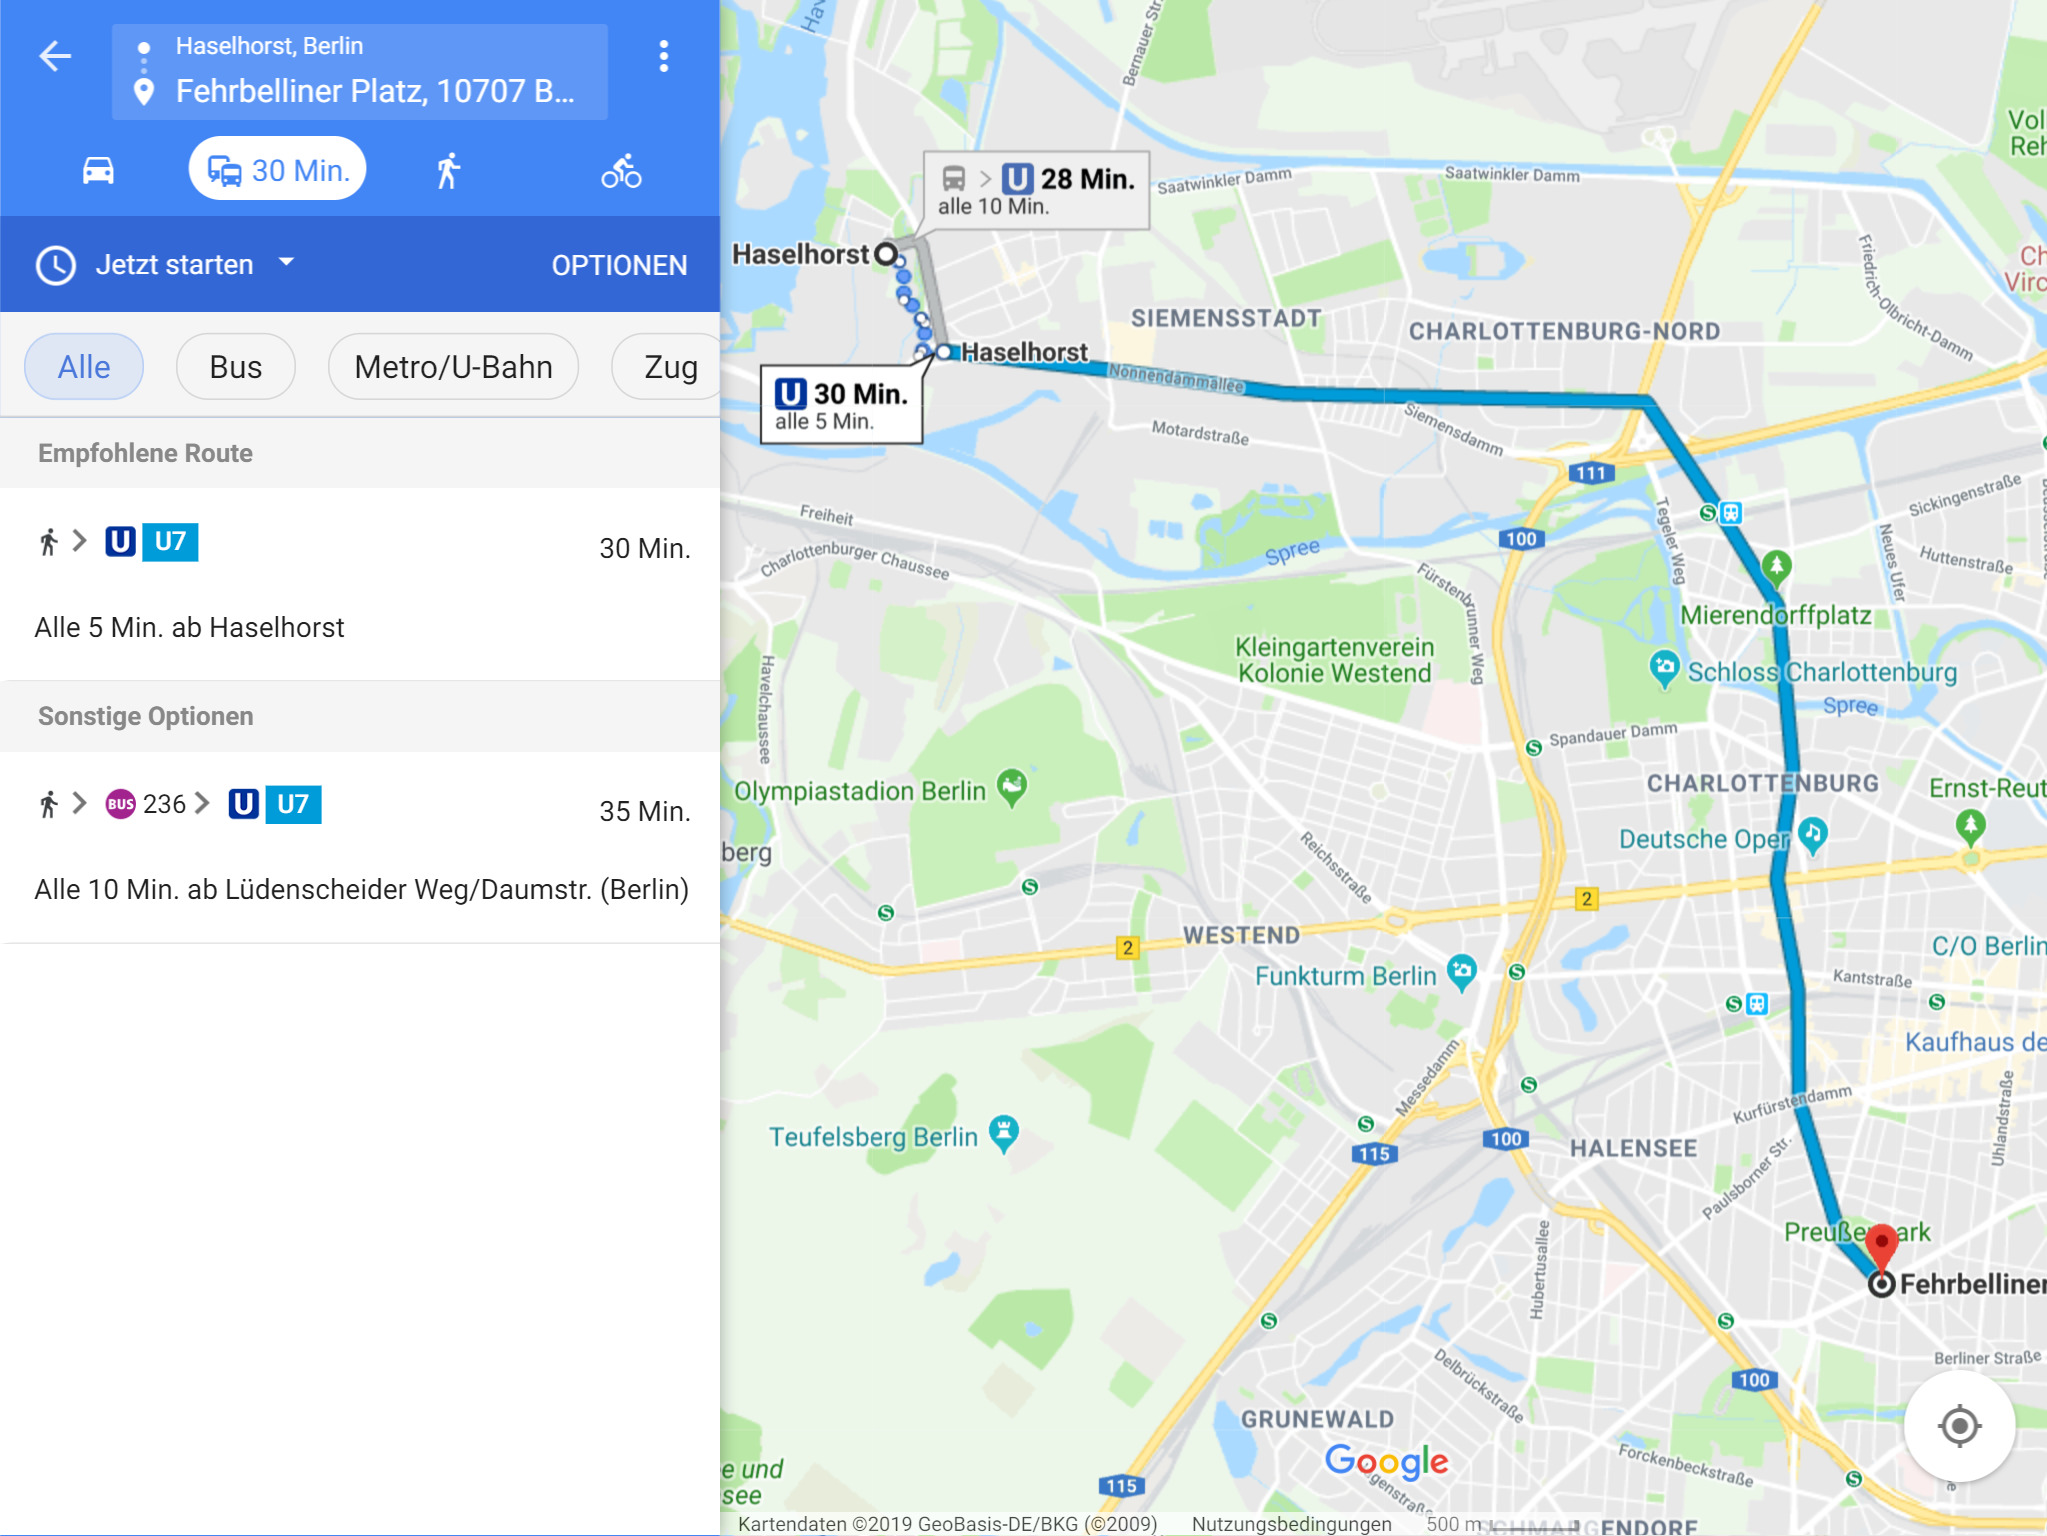 Haselhorst, Berlin
Fehrbelliner Platz, 10707 B...
30 Min.
Jetzt starten
OPTIONEN
Alle
Bus
Metro/U-Bahn
Zug
Empfohlene Route
U U7
30 Min.
Alle 5 Min. ab Haselhorst
Sonstige Optionen
BUS 236 U U7
35 Min.
Alle 10 Min. ab Lüdenscheider Weg/Daumstr. (Berlin)
Hav
Bernauer Str
Vol
Reh
U 28 Min.
alle 10 Min.
Saatwinkler Damm
Saatwinkler Damm
Haselhorst
Friedrich-Olbricht-Damm
Ch
Virc
SIEMENSSTADT
CHARLOTTENBURG-NORD
Haselhorst
Nonnendammallee
U 30 Min.
alle 5 Min.
Siemensdamm
Motardstraße
111
Sickingenstraße
Freiheit
Tegeler Weg
S
100
Spree
Neues Ufer
Huttenstraße
Charlottenburger Chaussee
Fürstenbrunner Weg
Mierendorffplatz
Kleingartenverein
Kolonie Westend
Schloss Charlottenburg
Spree
Havelchaussee
Spandauer Damm
S
CHARLOTTENBURG
Olympiastadion Berlin
Ernst-Reut
Deutsche Oper
berg
Reichsstraße
S
S
2
2
WESTEND
C/O Berlin
Funkturm Berlin
S
Kantstraße
S
S
Kaufhaus de
Messedamm
S
Kurfürstendamm
Uhlandstraße
S
Teufelsberg Berlin
100
115
HALENSEE
Paulsborner Str.
Preußenpark
Hubertusallee
Fehrbelliner
S
S
Berliner Straße
Delbrückstraße
100
GRUNEWALD
Google
Forckenbeckstraße
S
e und
see
115
genstraße
Kartendaten ©2019 GeoBasis-DE/BKG (©2009)
Nutzungsbedingungen
500 m
SCHMARGENDORF